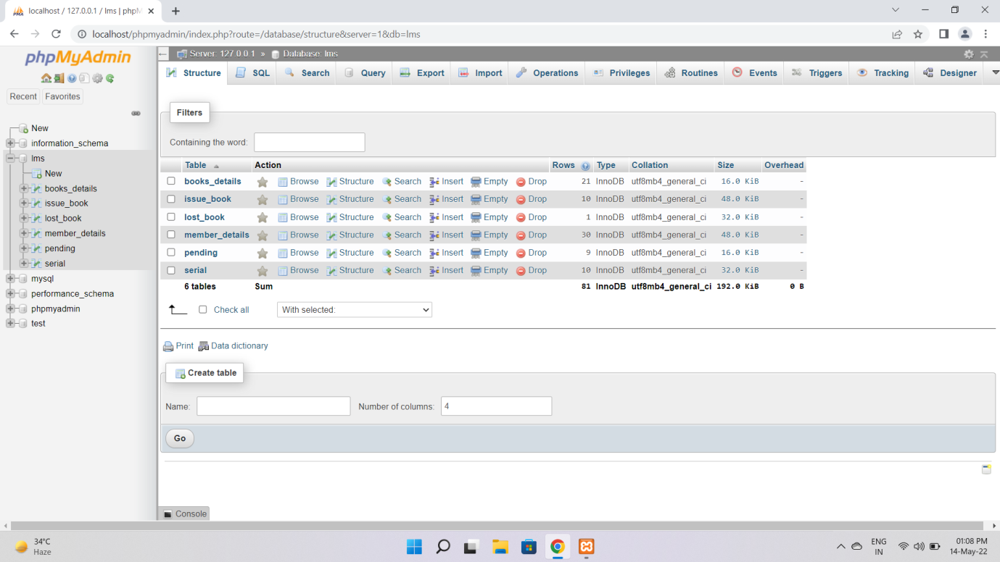 localhost / 127.0.0.1 / lms | phpM
localhost/phpmyadmin/index.php?route=/database/structure&server=1&db=lms
phpMyAdmin
Recent Favorites
New
information_schema
lms
New
books_details
issue_book
lost_book
member_details
pending
serial
mysql
performance_schema
phpmyadmin
test
Server: 127.0.0.1 » Database: lms
Structure SQL Search Query Export Import Operations Privileges Routines Events Triggers Tracking Designer
Filters
Containing the word:
Table Action Rows Type Collation Size Overhead
books_details Browse Structure Search Insert Empty Drop 21 InnoDB utf8mb4_general_ci 16.0 KiB -
issue_book Browse Structure Search Insert Empty Drop 10 InnoDB utf8mb4_general_ci 48.0 KiB -
lost_book Browse Structure Search Insert Empty Drop 1 InnoDB utf8mb4_general_ci 32.0 KiB -
member_details Browse Structure Search Insert Empty Drop 30 InnoDB utf8mb4_general_ci 48.0 KiB -
pending Browse Structure Search Insert Empty Drop 9 InnoDB utf8mb4_general_ci 16.0 KiB -
serial Browse Structure Search Insert Empty Drop 10 InnoDB utf8mb4_general_ci 32.0 KiB -
6 tables Sum 81 InnoDB utf8mb4_general_ci 192.0 KiB 0 B
Check all With selected:
Print Data dictionary
Create table
Name: Number of columns: 4
Go
Console
34°C
Haze
ENG
IN
01:08 PM
14-May-22